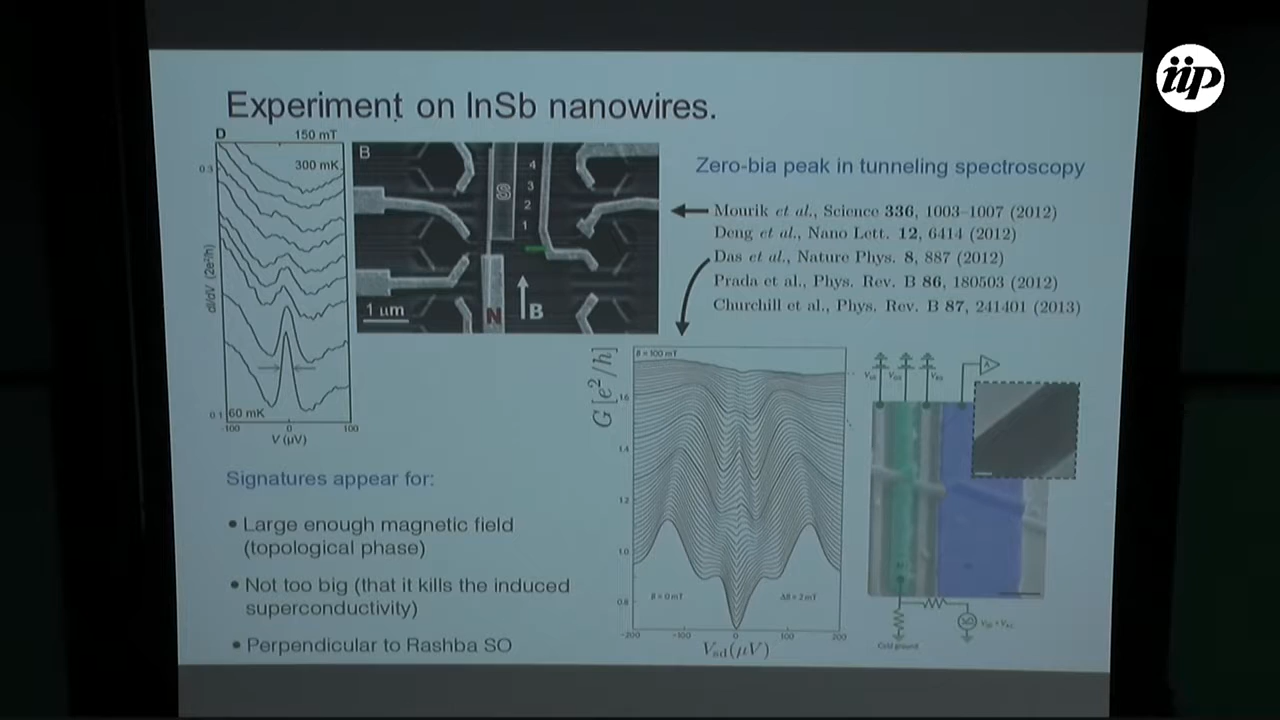 iip
Experiment on InSb nanowires.
D
150 mT
300 mK
0.3
dI/dV (2e²/h)
0.1
60 mK
-100
0
100
V (µV)
B
S
4
3
2
1
N
B
1 µm
Zero-bia peak in tunneling spectroscopy
Mourik et al., Science 336, 1003–1007 (2012)
Deng et al., Nano Lett. 12, 6414 (2012)
Das et al., Nature Phys. 8, 887 (2012)
Prada et al., Phys. Rev. B 86, 180503 (2012)
Churchill et al., Phys. Rev. B 87, 241401 (2013)
B = 100 mT
G [e²/h]
1.6
1.4
1.2
1.0
0.8
B = 0 mT
ΔB = 2 mT
-200
-100
0
100
200
Vsd(µV)
A
Cold ground
Signatures appear for:
• Large enough magnetic field
(topological phase)
• Not too big (that it kills the induced
superconductivity)
• Perpendicular to Rashba SO